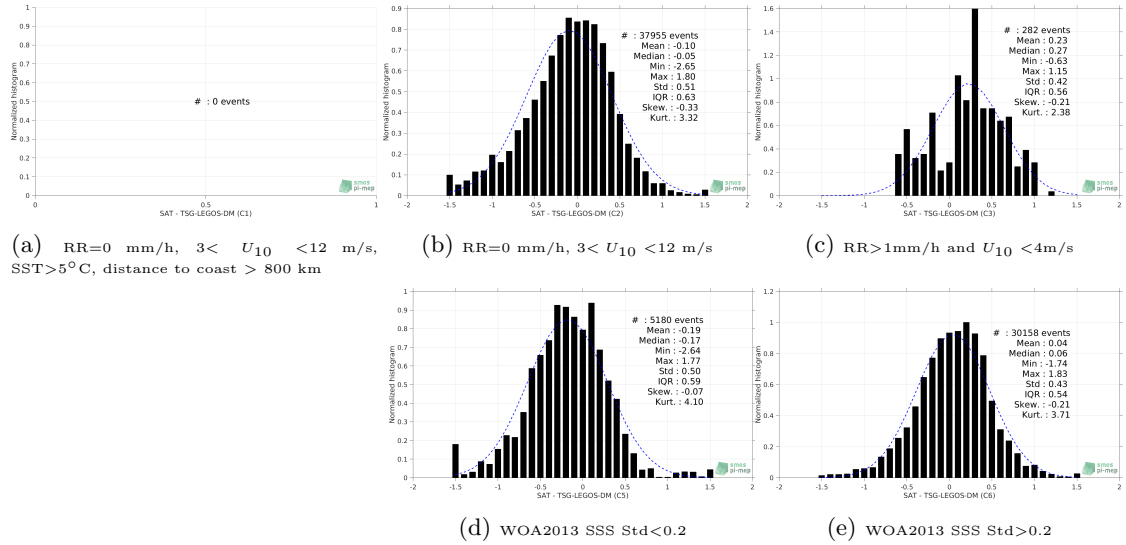 1
0.9
0.8
0.7
0.6
0.5
0.4
0.3
0.2
0.1
0
Normalized histogram
# : 0 events
smos
pi-mep
0 0.5 1
SAT - TSG-LEGOS-DM (C1)
(a) RR=0 mm/h, 3< U10 <12 m/s,
SST>5°C, distance to coast > 800 km
0.9
0.8
0.7
0.6
0.5
0.4
0.3
0.2
0.1
0
Normalized histogram
# : 37955 events
Mean : -0.10
Median : -0.05
Min : -2.65
Max : 1.80
Std : 0.51
IQR : 0.63
Skew. : -0.33
Kurt. : 3.32
smos
pi-mep
-2 -1.5 -1 -0.5 0 0.5 1 1.5 2
SAT - TSG-LEGOS-DM (C2)
(b) RR=0 mm/h, 3< U10 <12 m/s
1.6
1.4
1.2
1
0.8
0.6
0.4
0.2
0
Normalized histogram
# : 282 events
Mean : 0.23
Median : 0.27
Min : -0.63
Max : 1.15
Std : 0.42
IQR : 0.56
Skew. : -0.21
Kurt. : 2.38
smos
pi-mep
-2 -1.5 -1 -0.5 0 0.5 1 1.5 2
SAT - TSG-LEGOS-DM (C3)
(c) RR>1mm/h and U10 <4m/s
1
0.9
0.8
0.7
0.6
0.5
0.4
0.3
0.2
0.1
0
Normalized histogram
# : 5180 events
Mean : -0.19
Median : -0.17
Min : -2.64
Max : 1.77
Std : 0.50
IQR : 0.59
Skew. : -0.07
Kurt. : 4.10
smos
pi-mep
-2 -1.5 -1 -0.5 0 0.5 1 1.5 2
SAT - TSG-LEGOS-DM (C5)
(d) WOA2013 SSS Std<0.2
1.2
1
0.8
0.6
0.4
0.2
0
Normalized histogram
# : 30158 events
Mean : 0.04
Median : 0.06
Min : -1.74
Max : 1.83
Std : 0.43
IQR : 0.54
Skew. : -0.21
Kurt. : 3.71
smos
pi-mep
-2 -1.5 -1 -0.5 0 0.5 1 1.5 2
SAT - TSG-LEGOS-DM (C6)
(e) WOA2013 SSS Std>0.2